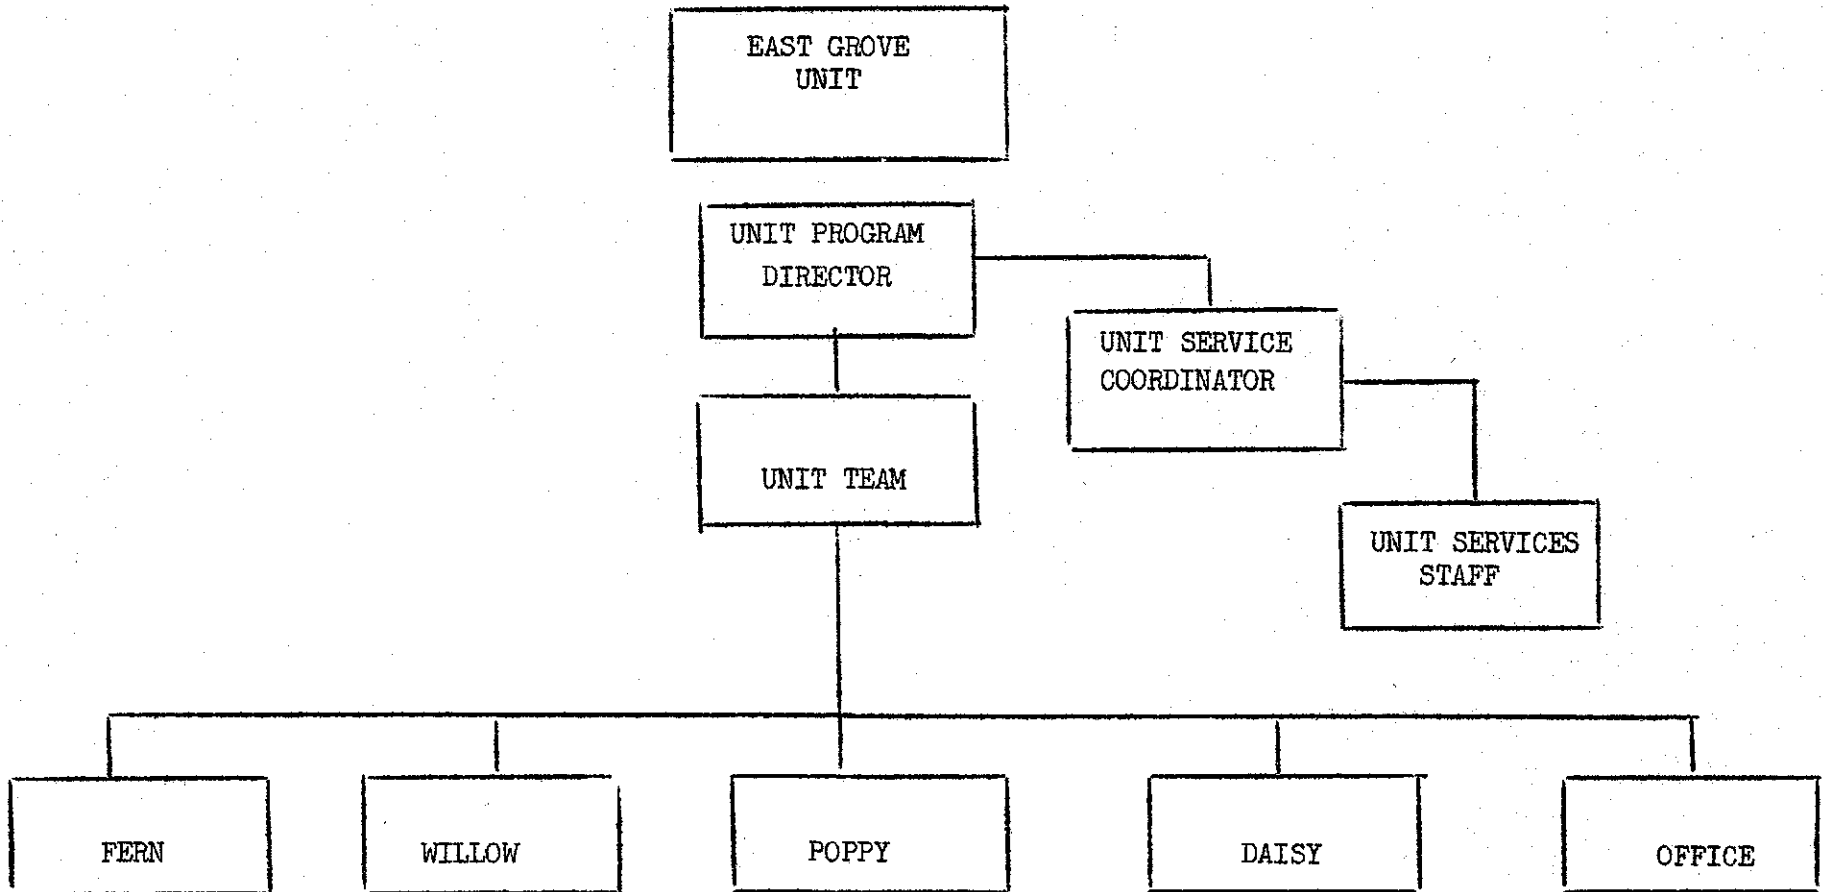 EAST GROVE
UNIT
UNIT PROGRAM
DIRECTOR
UNIT SERVICE
COORDINATOR
UNIT TEAM
UNIT SERVICES
STAFF
FERN
WILLOW
POPPY
DAISY
OFFICE